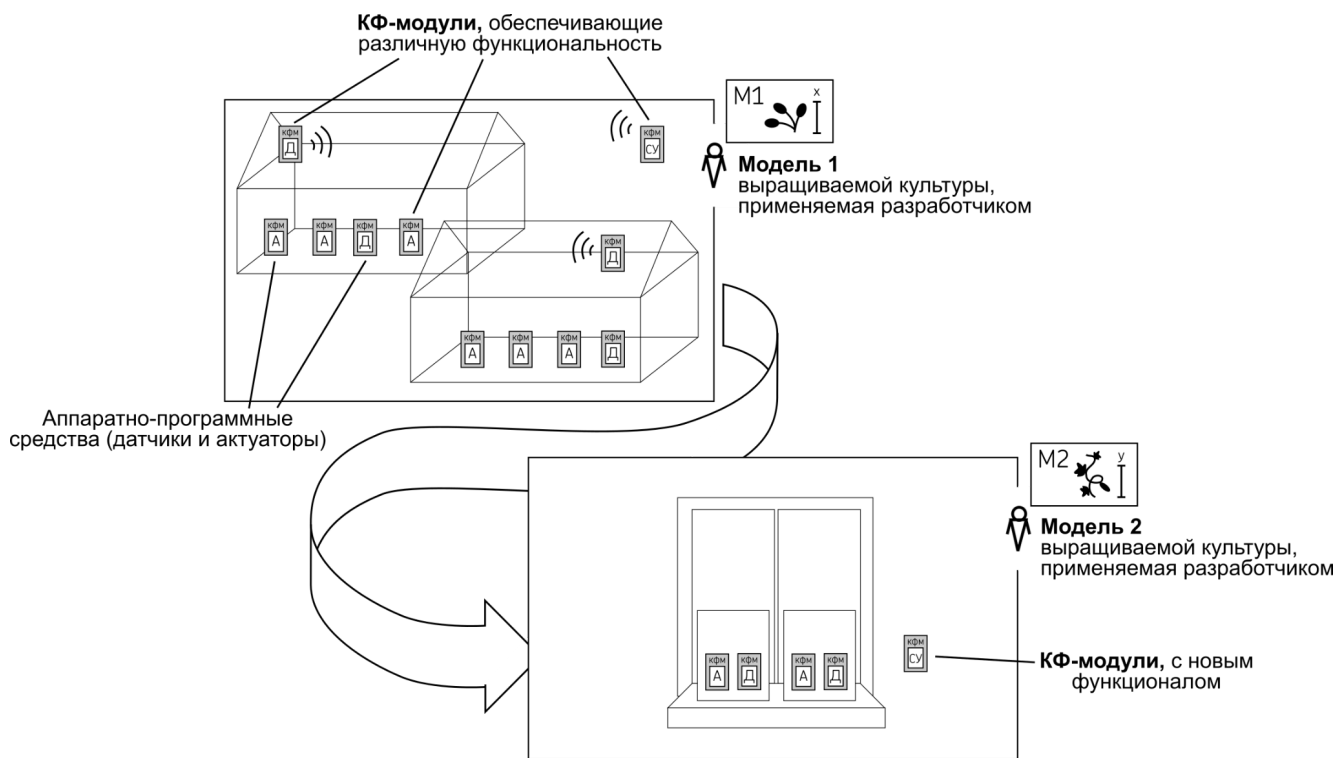 КФ-модули, обеспечивающие
различную функциональность
М1
x
кфм
Д
кфм
СУ
Модель 1
выращиваемой культуры,
применяемая разработчиком
кфм
А
кфм
А
кфм
Д
кфм
А
кфм
Д
кфм
А
кфм
А
кфм
А
кфм
Д
Аппаратно-программные
средства (датчики и актуаторы)
М2
y
Модель 2
выращиваемой культуры,
применяемая разработчиком
кфм
СУ
кфм
А
кфм
Д
кфм
А
кфм
Д
КФ-модули, с новым
функционалом